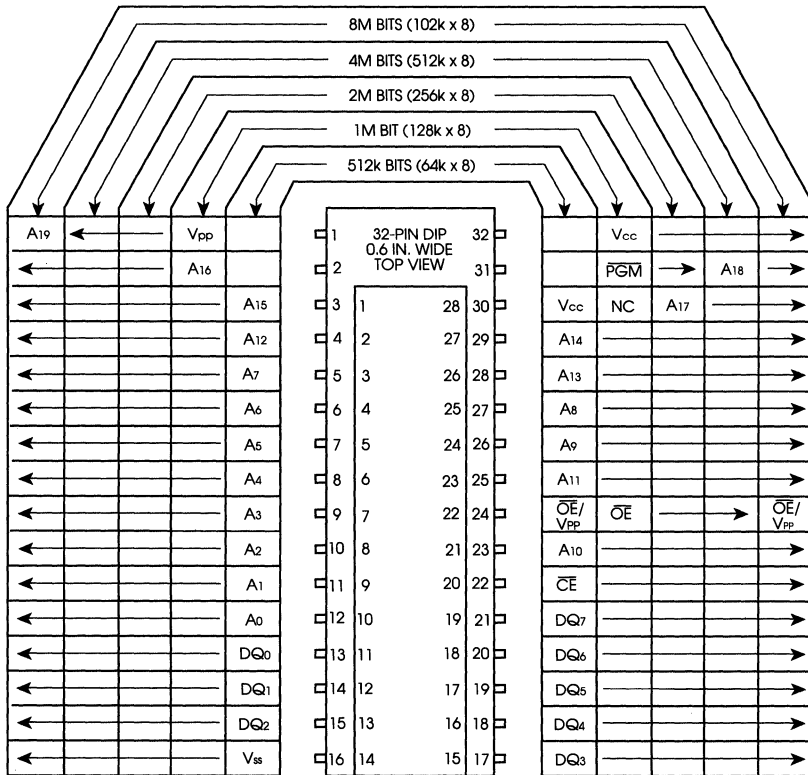 8M BITS (102k x 8)
4M BITS (512k x 8)
2M BITS (256k x 8)
1M BIT (128k x 8)
512k BITS (64k x 8)
A19 Vpp 1 32-PIN DIP 32 Vcc
0.6 IN. WIDE
A16 2 TOP VIEW 31 PGM A18
A15 3 1 28 30 Vcc NC A17
A12 4 2 27 29 A14
A7 5 3 26 28 A13
A6 6 4 25 27 A8
A5 7 5 24 26 A9
A4 8 6 23 25 A11
A3 9 7 22 24 OE/ VPP OE OE/ VPP
A2 10 8 21 23 A10
A1 11 9 20 22 CE
A0 12 10 19 21 DQ7
DQ0 13 11 18 20 DQ6
DQ1 14 12 17 19 DQ5
DQ2 15 13 16 18 DQ4
Vss 16 14 15 17 DQ3